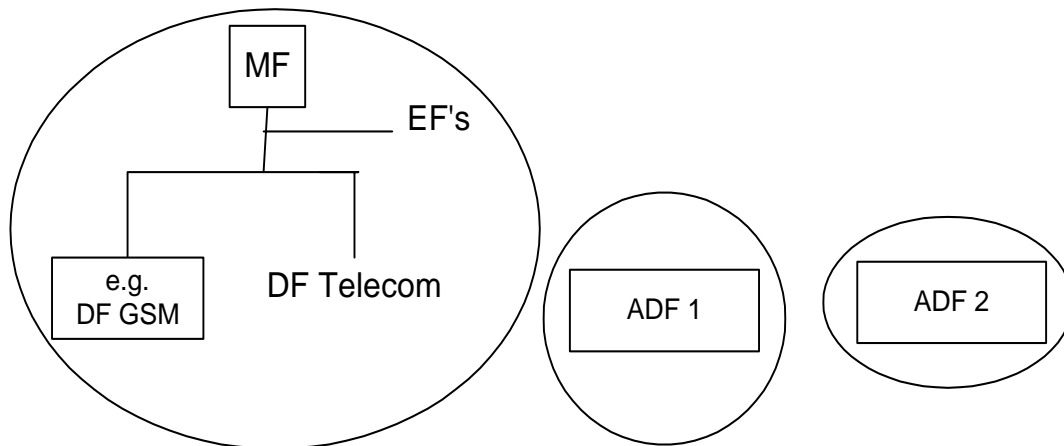 MF
EF's
e.g.
DF GSM
DF Telecom
ADF 1
ADF 2